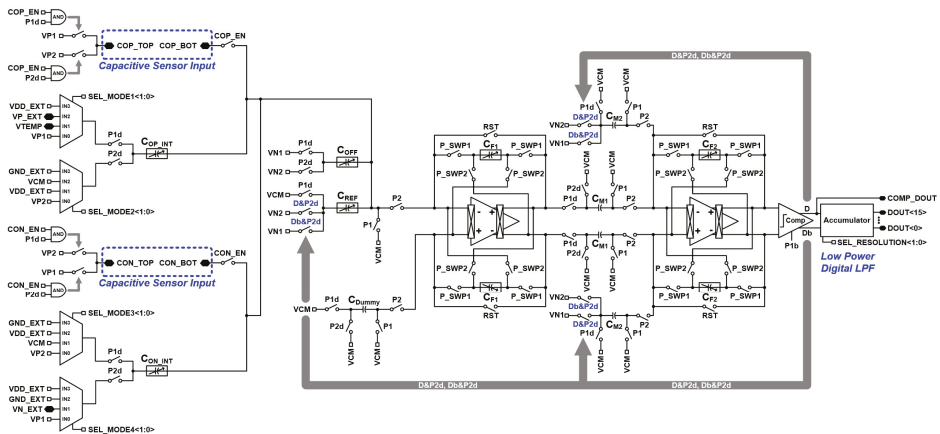 COP_EN
P1d
AND
VP1
VP2
COP_EN
P2d
AND
COP_TOP COP_BOT
COP_EN
Capacitive Sensor Input
SEL_MODE1<1:0>
VDD_EXT IN3
VP_EXT IN2
VTEMP IN1
VP1 IN0
P1d
P2d
COP_INT
GND_EXT IN3
VCM IN2
VDD_EXT IN1
VP2 IN0
SEL_MODE2<1:0>
CON_EN
P1d
AND
VP2
VP1
CON_EN
P2d
AND
CON_TOP CON_BOT
CON_EN
Capacitive Sensor Input
SEL_MODE3<1:0>
GND_EXT IN3
VDD_EXT IN2
VCM IN1
VP2 IN0
P1d
P2d
CON_INT
VDD_EXT IN3
GND_EXT IN2
VN_EXT IN1
VP1 IN0
SEL_MODE4<1:0>
VN1
P1d
P2d
VN2
COFF
VCM
P1d
D&P2d
VN2
Db&P2d
VN1
CREF
P1
VCM
P2
VCM
P1d
CDummy
P2
P2d
P1
VCM
VCM
RST
P_SWP1
CF1
P_SWP1
P_SWP2
P_SWP2
- +
+ -
P_SWP2
P_SWP2
P_SWP1
CF1
P_SWP1
RST
D&P2d, Db&P2d
VCM
VCM
P1d
P1
VN2
D&P2d
CM2
P2
Db&P2d
VN1
VCM
VCM
P2d
P1
P1d
CM1
P2
P1d
CM1
P2
P2d
P1
VCM
VCM
VN2
Db&P2d
VN1
D&P2d
CM2
P2
P1d
P1
VCM
VCM
RST
P_SWP1
CF2
P_SWP1
P_SWP2
P_SWP2
- +
+ -
P_SWP2
P_SWP2
P_SWP1
CF2
P_SWP1
RST
D
Comp
Db
P1b
Accumulator
COMP_DOUT
DOUT<15>
DOUT<0>
SEL_RESOLUTION<1:0>
Low Power
Digital LPF
D&P2d, Db&P2d
D&P2d, Db&P2d